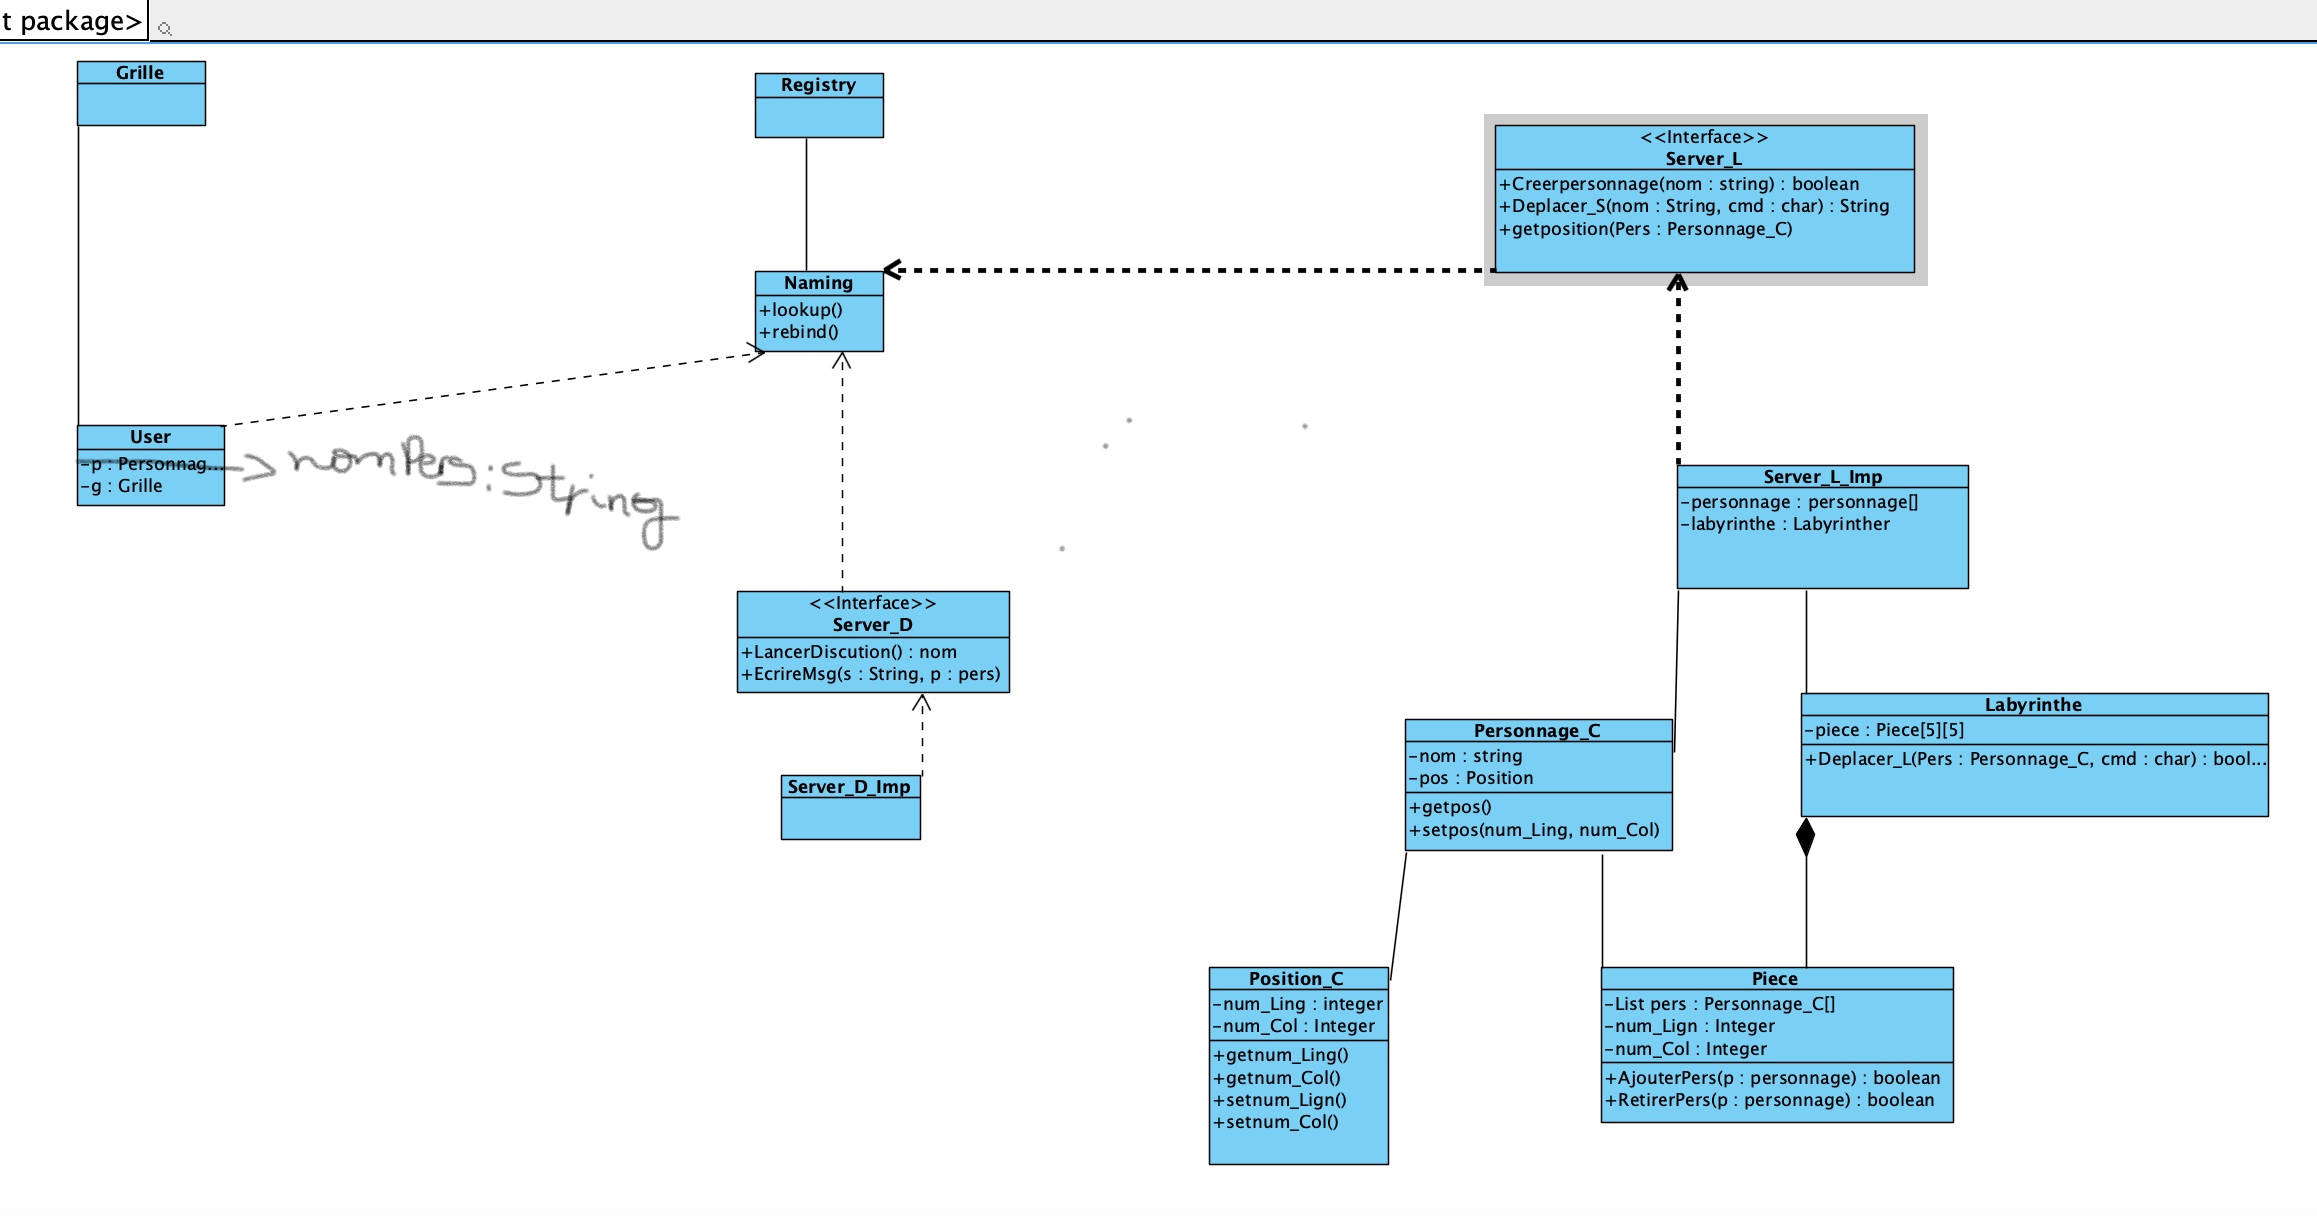 t package>
Grille
Registry
<<Interface>>
Server_L
+Creerpersonnage(nom : string) : boolean
+Deplacer_S(nom : String, cmd : char) : String
+getposition(Pers : Personnage_C)
Naming
+lookup()
+rebind()
User
-p : Personnag...
-g : Grille
nomPers:String
Server_L_Imp
-personnage : personnage[]
-labyrinthe : Labyrinther
<<Interface>>
Server_D
+LancerDiscution() : nom
+EcrireMsg(s : String, p : pers)
Server_D_Imp
Personnage_C
-nom : string
-pos : Position
+getpos()
+setpos(num_Ling, num_Col)
Labyrinthe
-piece : Piece[5][5]
+Deplacer_L(Pers : Personnage_C, cmd : char) : bool...
Position_C
-num_Ling : integer
-num_Col : Integer
+getnum_Ling()
+getnum_Col()
+setnum_Lign()
+setnum_Col()
Piece
-List pers : Personnage_C[]
-num_Lign : Integer
-num_Col : Integer
+AjouterPers(p : personnage) : boolean
+RetirerPers(p : personnage) : boolean